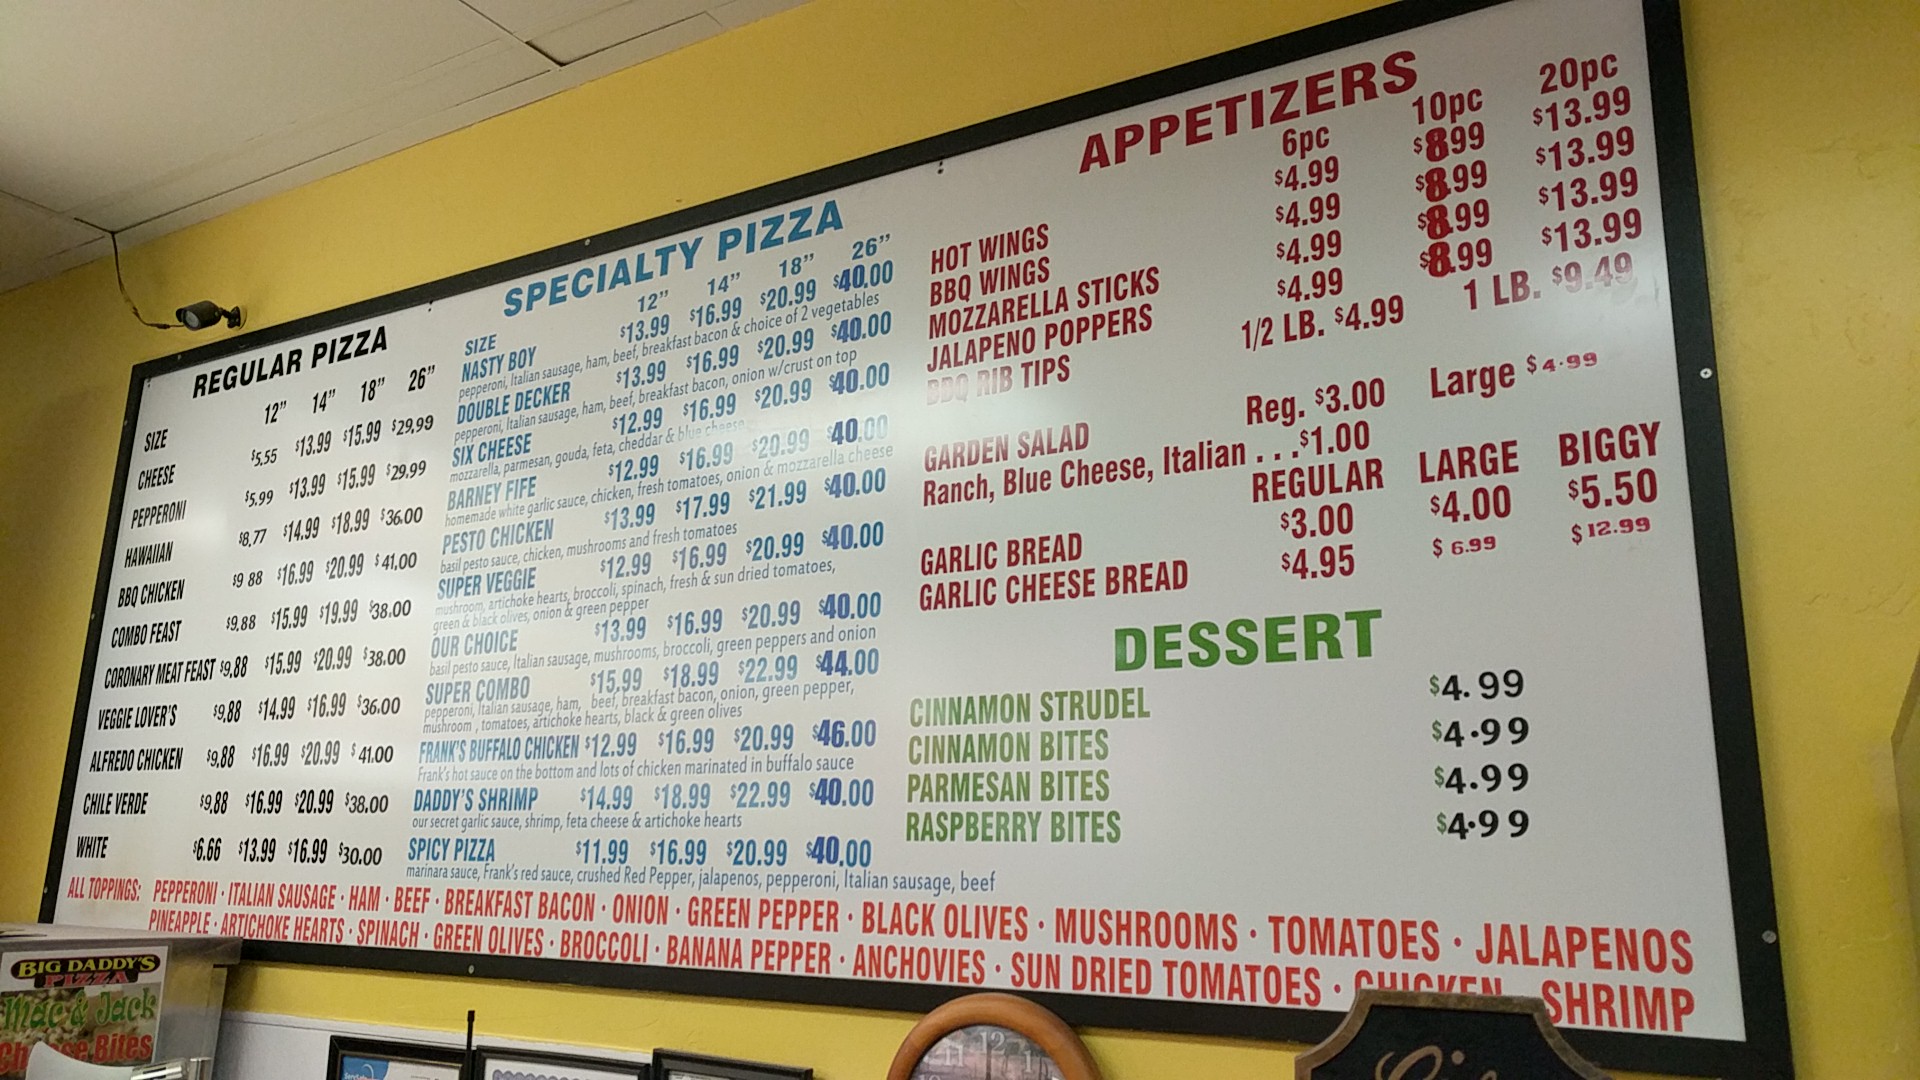 REGULAR PIZZA
SIZE 12” 14” 18” 26”
CHEESE $5.55 $13.99 $15.99 $29.99
PEPPERONI $5.99 $13.99 $15.99 $29.99
HAWAIIAN $8.77 $14.99 $18.99 $36.00
BBQ CHICKEN $9 88 $16.99 $20.99 $41.00
COMBO FEAST $9.88 $15.99 $19.99 $38.00
CORONARY MEAT FEAST $9.88 $15.99 $20.99 $38.00
VEGGIE LOVER'S $9.88 $14.99 $16.99 $36.00
ALFREDO CHICKEN $9.88 $16.99 $20.99 $41.00
CHILE VERDE $9.88 $16.99 $20.99 $38.00
WHITE $6.66 $13.99 $16.99 $30.00
SPECIALTY PIZZA
SIZE 12” 14” 18” 26”
NASTY BOY $13.99 $16.99 $20.99 $40.00
pepperoni, Italian sausage, ham, beef, breakfast bacon & choice of 2 vegetables
DOUBLE DECKER $13.99 $16.99 $20.99 $40.00
pepperoni, Italian sausage, ham, beef, breakfast bacon, onion w/crust on top
SIX CHEESE $12.99 $16.99 $20.99 $40.00
mozzarella, parmesan, gouda, feta, cheddar & blue cheese
BARNEY FIFE $12.99 $16.99 $20.99 $40.00
homemade white garlic sauce, chicken, fresh tomatoes, onion & mozzarella cheese
PESTO CHICKEN $13.99 $17.99 $21.99 $40.00
basil pesto sauce, chicken, mushrooms and fresh tomatoes
SUPER VEGGIE $12.99 $16.99 $20.99 $40.00
mushroom, artichoke hearts, broccoli, spinach, fresh & sun dried tomatoes,
green & black olives, onion & green pepper
OUR CHOICE $13.99 $16.99 $20.99 $40.00
basil pesto sauce, Italian sausage, mushrooms, broccoli, green peppers and onion
SUPER COMBO $15.99 $18.99 $22.99 $44.00
pepperoni, Italian sausage, ham, beef, breakfast bacon, onion, green pepper,
mushroom , tomatoes, artichoke hearts, black & green olives
FRANK'S BUFFALO CHICKEN $12.99 $16.99 $20.99 $46.00
Frank's hot sauce on the bottom and lots of chicken marinated in buffalo sauce
DADDY'S SHRIMP $14.99 $18.99 $22.99 $40.00
our secret garlic sauce, shrimp, feta cheese & artichoke hearts
SPICY PIZZA $11.99 $16.99 $20.99 $40.00
marinara sauce, Frank's red sauce, crushed Red Pepper, jalapenos, pepperoni, Italian sausage, beef
APPETIZERS
6pc 10pc 20pc
HOT WINGS $4.99 $8.99 $13.99
BBQ WINGS $4.99 $8.99 $13.99
MOZZARELLA STICKS $4.99 $8.99 $13.99
JALAPENO POPPERS $4.99 $8.99 $13.99
BBQ RIB TIPS 1/2 LB. $4.99 1 LB. $9.49
GARDEN SALAD Reg. $3.00 Large $4.99
Ranch, Blue Cheese, Italian . . .$1.00
REGULAR LARGE BIGGY
GARLIC BREAD $3.00 $4.00 $5.50
GARLIC CHEESE BREAD $4.95 $6.99 $12.99
DESSERT
CINNAMON STRUDEL $4.99
CINNAMON BITES $4.99
PARMESAN BITES $4.99
RASPBERRY BITES $4.99
ALL TOPPINGS: PEPPERONI · ITALIAN SAUSAGE · HAM · BEEF · BREAKFAST BACON · ONION · GREEN PEPPER · BLACK OLIVES · MUSHROOMS · TOMATOES · JALAPENOS
PINEAPPLE · ARTICHOKE HEARTS · SPINACH · GREEN OLIVES · BROCCOLI · BANANA PEPPER · ANCHOVIES · SUN DRIED TOMATOES · CHICKEN SHRIMP
BIG DADDY'S
PIZZA
Mac & Jack
Cheese Bites
11 12 1